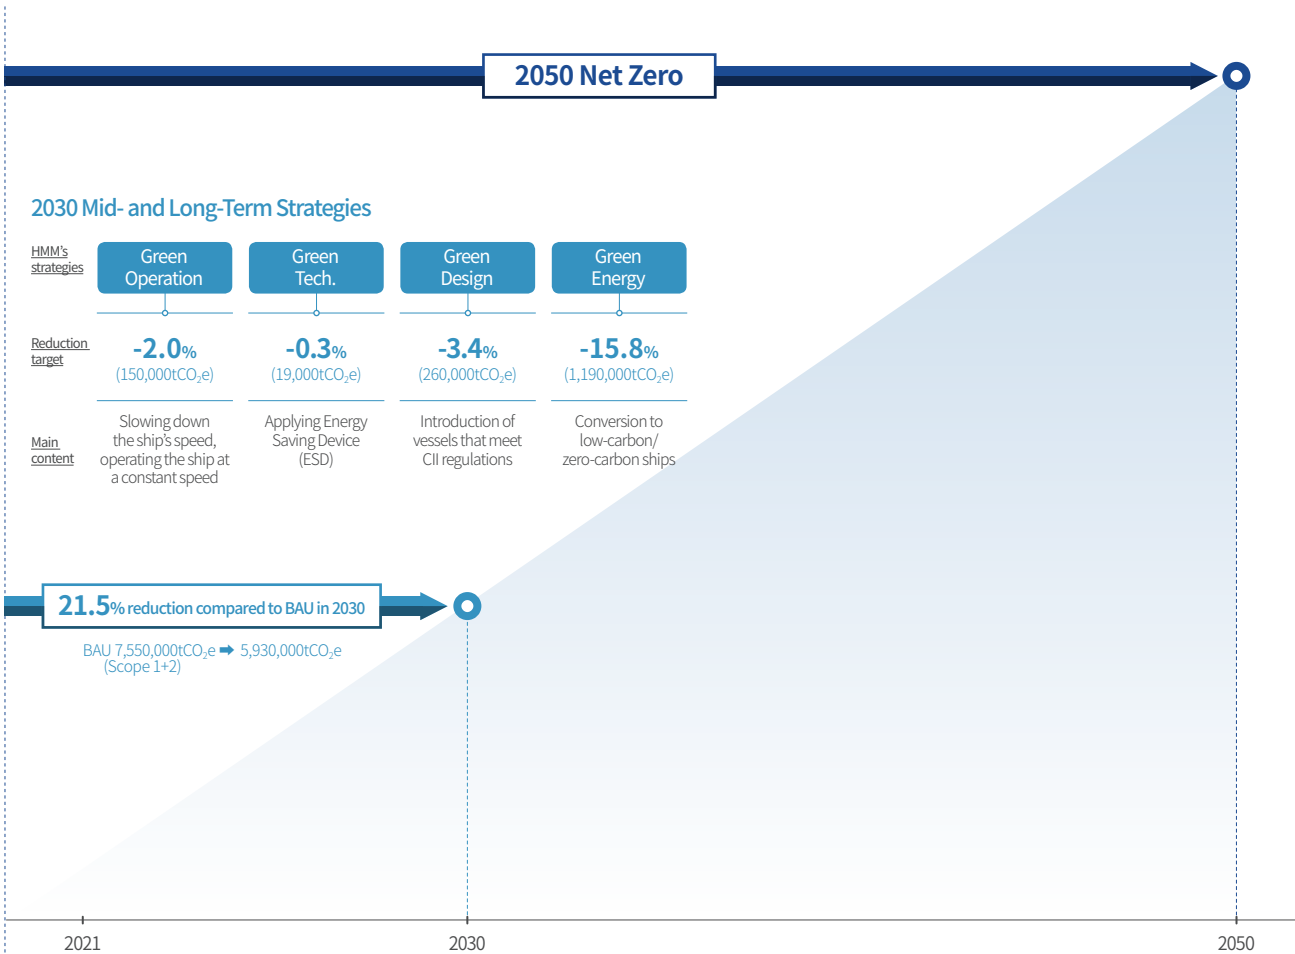 2050 Net Zero
2030 Mid- and Long-Term Strategies
HMM's
strategies
Green
Operation
Green
Tech.
Green
Design
Green
Energy
Reduction
target
-2.0%
(150,000tCO₂e)
-0.3%
(19,000tCO₂e)
-3.4%
(260,000tCO₂e)
-15.8%
(1,190,000tCO₂e)
Main
content
Slowing down
the ship's speed,
operating the ship at
a constant speed
Applying Energy
Saving Device
(ESD)
Introduction of
vessels that meet
CII regulations
Conversion to
low-carbon/
zero-carbon ships
21.5% reduction compared to BAU in 2030
BAU 7,550,000tCO₂e ➡ 5,930,000tCO₂e
(Scope 1+2)
2021
2030
2050